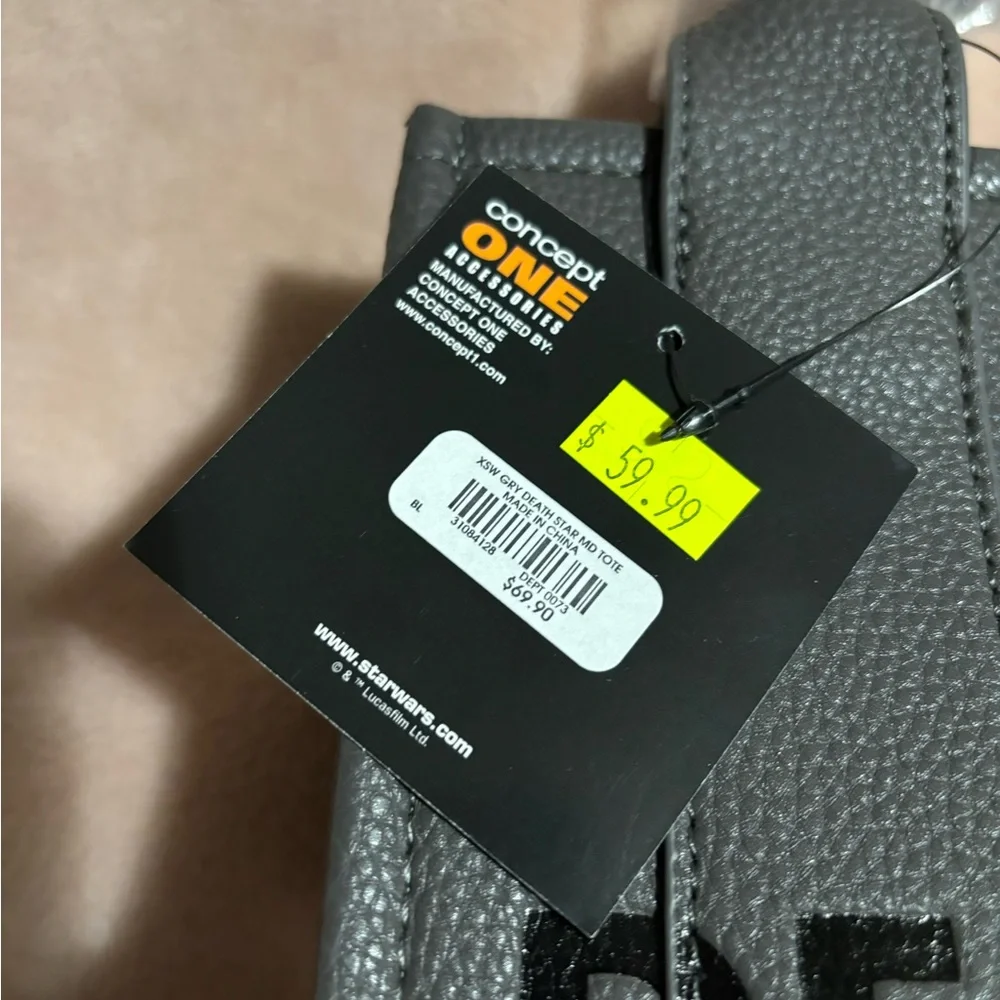 concept
ONE
ACCESSORIES
MANUFACTURED BY:
CONCEPT ONE
ACCESSORIES
www.concept1.com
$ 59.99
XSW GRY DEATH STAR MD TOTE
MADE IN CHINA
BL 31084128
DEPT 0073
$69.90
www.starwars.com
© & ™ Lucasfilm Ltd.